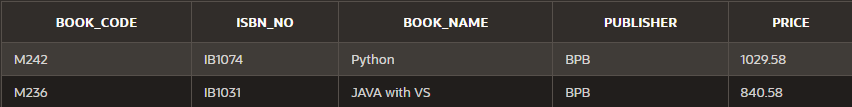 BOOK_CODE ISBN_NO BOOK_NAME PUBLISHER PRICE
M242 IB1074 Python BPB 1029.58
M236 IB1031 JAVA with VS BPB 840.58